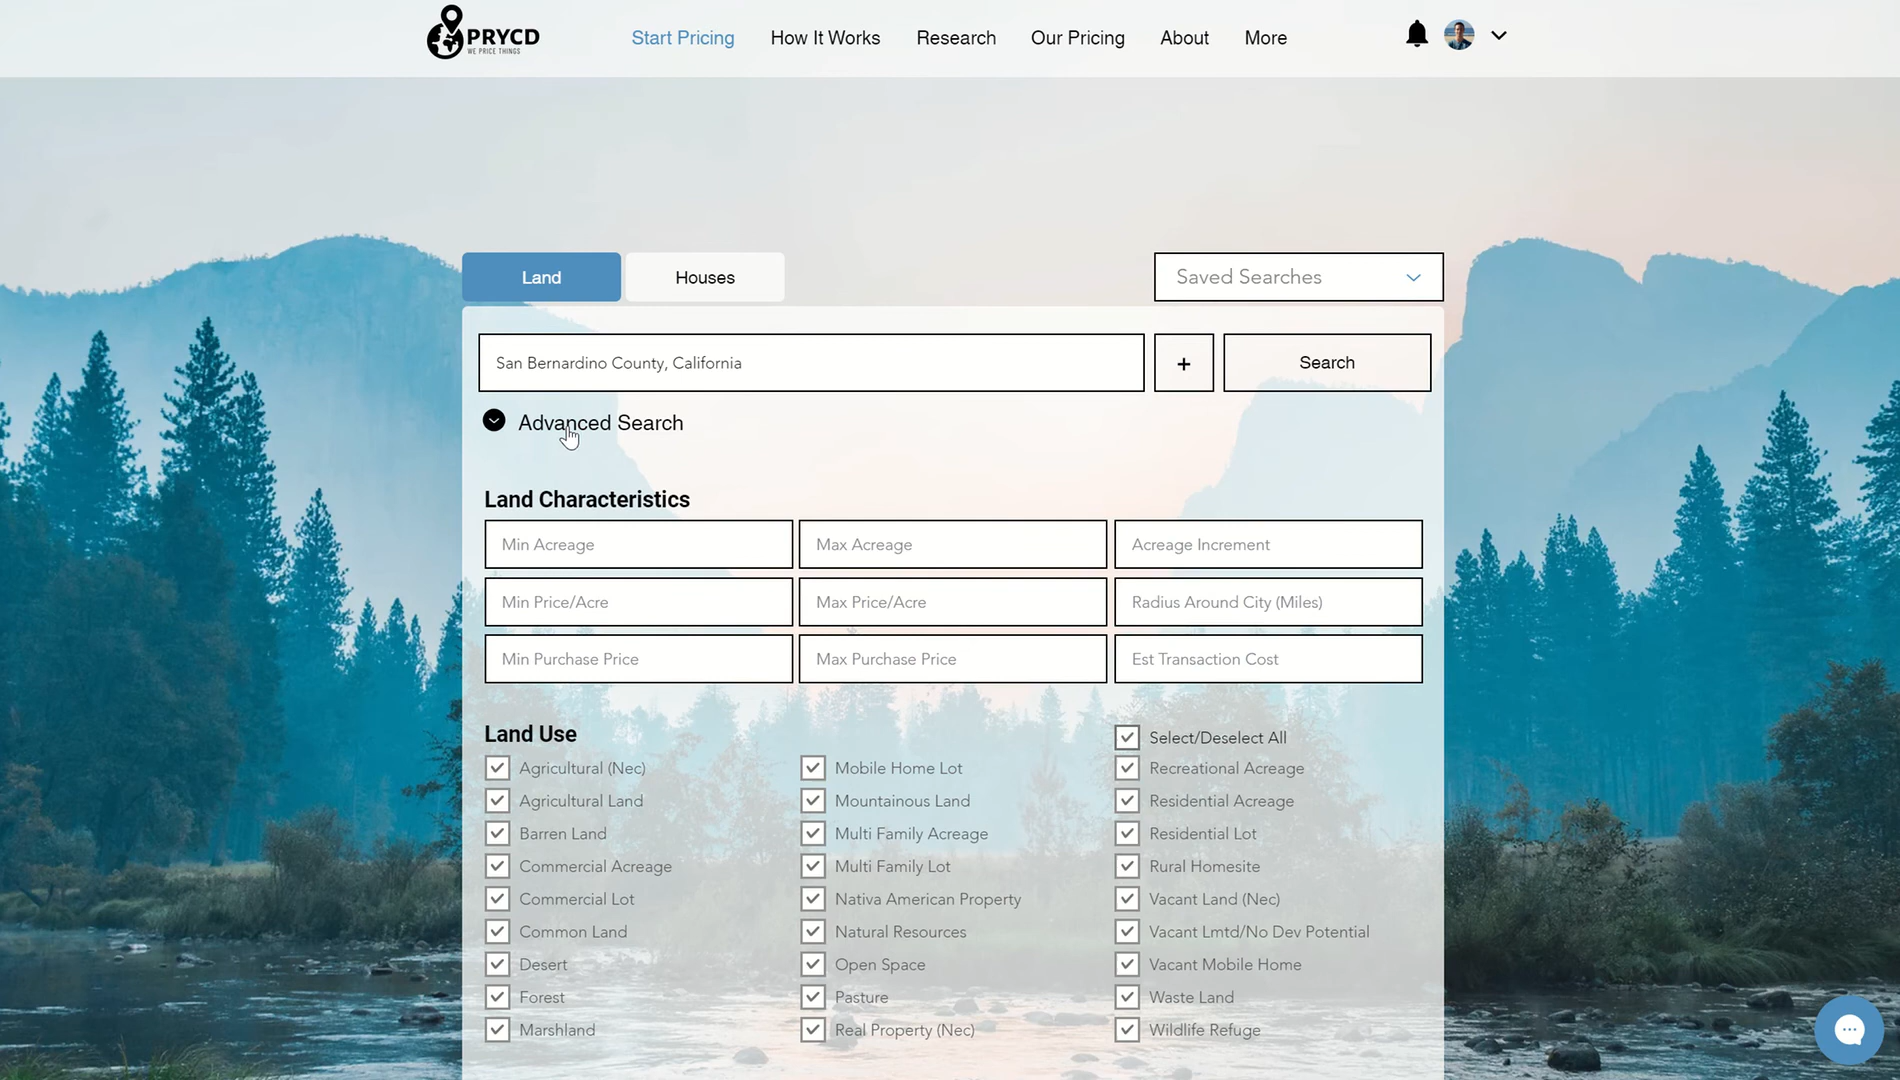 PRYCD
WE PRICE THINGS
Start Pricing
How It Works
Research
Our Pricing
About
More
Land
Houses
Saved Searches
San Bernardino County, California
+
Search
Advanced Search
Land Characteristics
Min Acreage
Max Acreage
Acreage Increment
Min Price/Acre
Max Price/Acre
Radius Around City (Miles)
Min Purchase Price
Max Purchase Price
Est Transaction Cost
Land Use
Select/Deselect All
Agricultural (Nec)
Mobile Home Lot
Recreational Acreage
Agricultural Land
Mountainous Land
Residential Acreage
Barren Land
Multi Family Acreage
Residential Lot
Commercial Acreage
Multi Family Lot
Rural Homesite
Commercial Lot
Nativa American Property
Vacant Land (Nec)
Common Land
Natural Resources
Vacant Lmtd/No Dev Potential
Desert
Open Space
Vacant Mobile Home
Forest
Pasture
Waste Land
Marshland
Real Property (Nec)
Wildlife Refuge